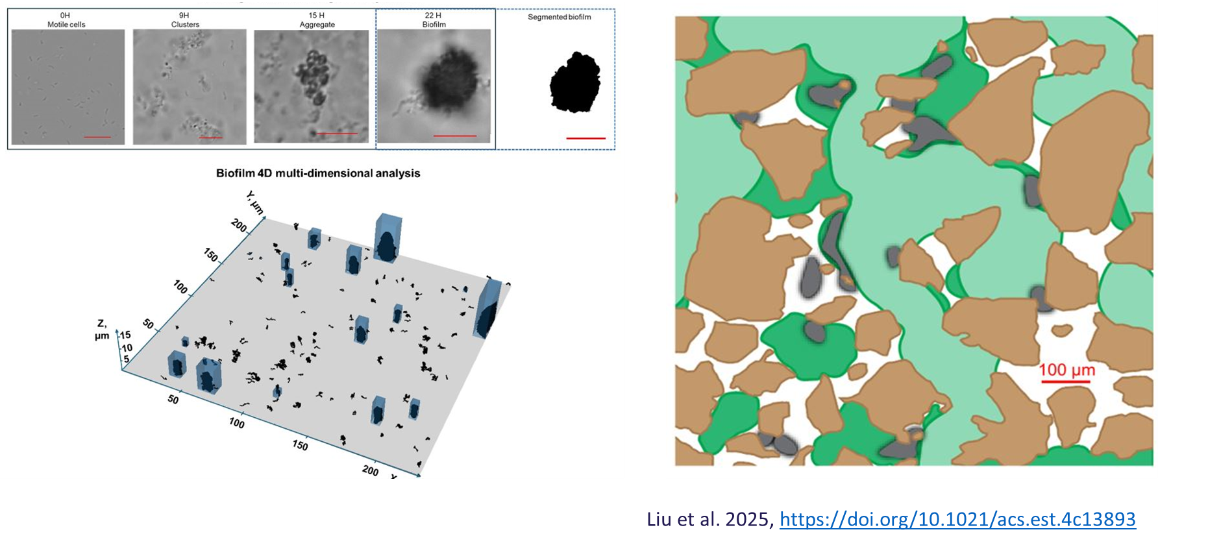 0H
Motile cells
9H
Clusters
15 H
Aggregate
22 H
Biofilm
Segmented biofilm
Biofilm 4D multi-dimensional analysis
Y, µm
200
150
100
50
Z,
µm
15
10
5
50
100
150
200
100 µm
Liu et al. 2025, https://doi.org/10.1021/acs.est.4c13893